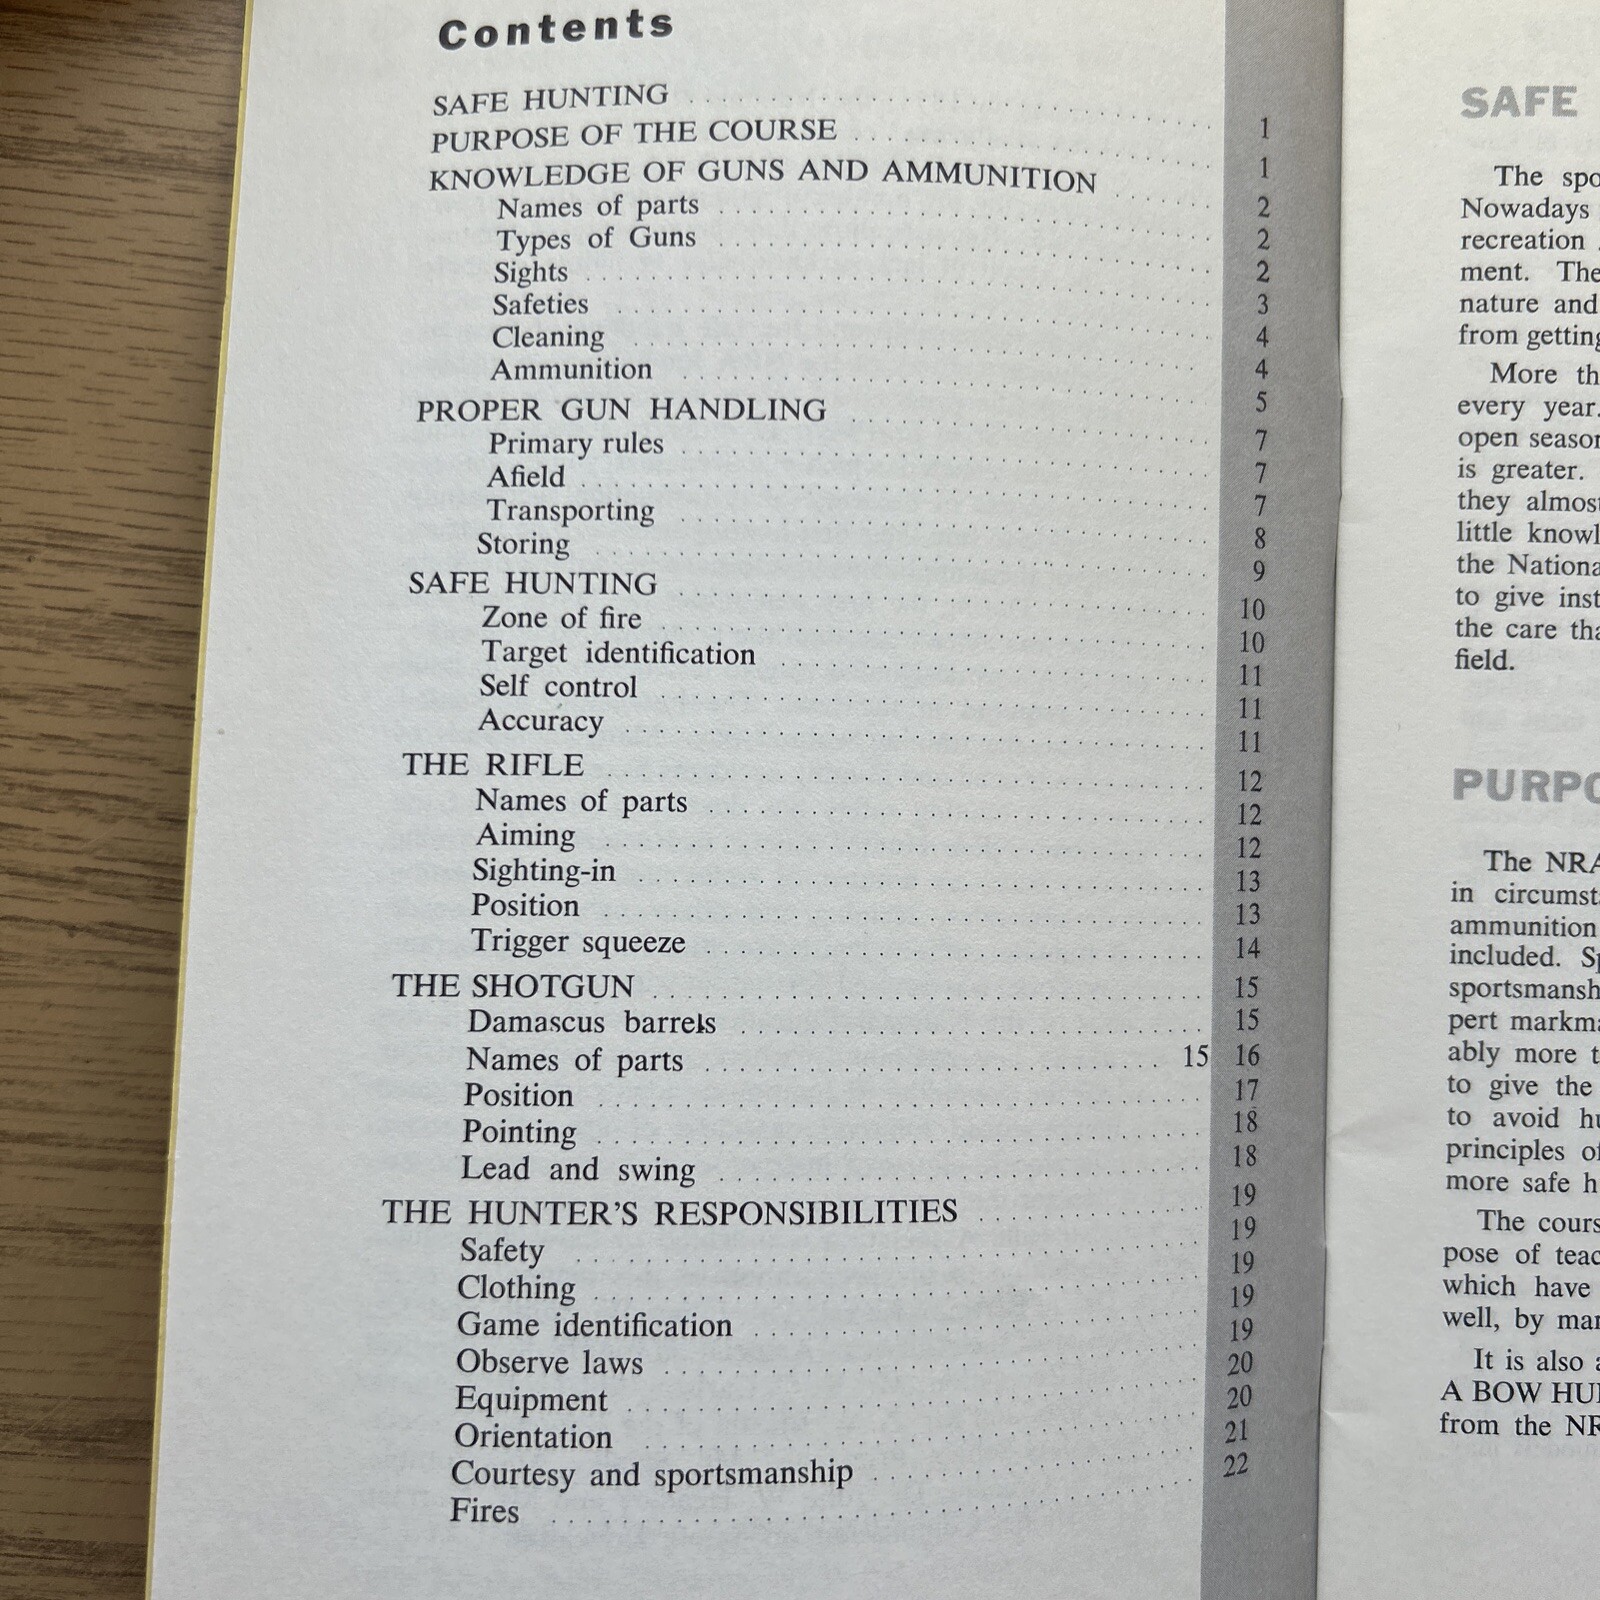 Contents
SAFE HUNTING 1
PURPOSE OF THE COURSE 1
KNOWLEDGE OF GUNS AND AMMUNITION 2
Names of parts 2
Types of Guns 2
Sights 3
Safeties 4
Cleaning 4
Ammunition 5
PROPER GUN HANDLING 7
Primary rules 7
Afield 7
Transporting 8
Storing 9
SAFE HUNTING 10
Zone of fire 10
Target identification 11
Self control 11
Accuracy 11
THE RIFLE 12
Names of parts 12
Aiming 12
Sighting-in 13
Position 13
Trigger squeeze 14
THE SHOTGUN 15
Damascus barrels 15
Names of parts 15 16
Position 17
Pointing 18
Lead and swing 18
THE HUNTER'S RESPONSIBILITIES 19
Safety 19
Clothing 19
Game identification 19
Observe laws 19
Equipment 20
Orientation 20
Courtesy and sportsmanship 21
Fires 22
SAFE
The spo
Nowadays
recreation
ment. The
nature and
from getting
More th
every year.
open season
is greater.
they almost
little knowl
the Nationa
to give inst
the care tha
field.
PURPO
The NRA
in circumst
ammunition
included. Sp
sportsmansh
pert markma
ably more t
to give the
to avoid hu
principles of
more safe h
The cours
pose of teac
which have
well, by mar
It is also a
A BOW HU
from the NR